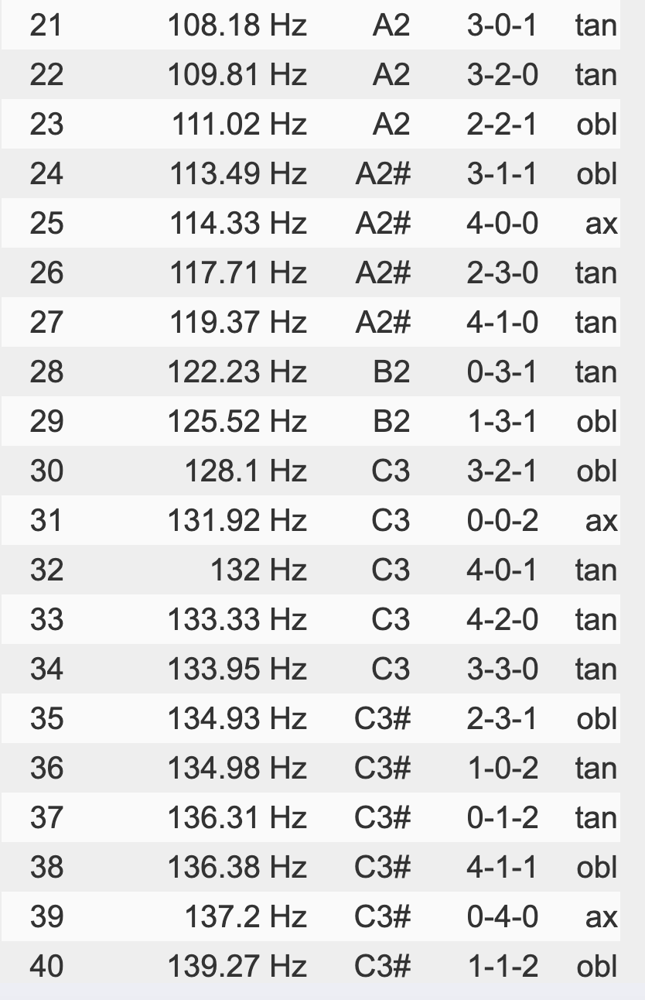 21 108.18 Hz A2 3-0-1 tan
22 109.81 Hz A2 3-2-0 tan
23 111.02 Hz A2 2-2-1 obl
24 113.49 Hz A2# 3-1-1 obl
25 114.33 Hz A2# 4-0-0 ax
26 117.71 Hz A2# 2-3-0 tan
27 119.37 Hz A2# 4-1-0 tan
28 122.23 Hz B2 0-3-1 tan
29 125.52 Hz B2 1-3-1 obl
30 128.1 Hz C3 3-2-1 obl
31 131.92 Hz C3 0-0-2 ax
32 132 Hz C3 4-0-1 tan
33 133.33 Hz C3 4-2-0 tan
34 133.95 Hz C3 3-3-0 tan
35 134.93 Hz C3# 2-3-1 obl
36 134.98 Hz C3# 1-0-2 tan
37 136.31 Hz C3# 0-1-2 tan
38 136.38 Hz C3# 4-1-1 obl
39 137.2 Hz C3# 0-4-0 ax
40 139.27 Hz C3# 1-1-2 obl